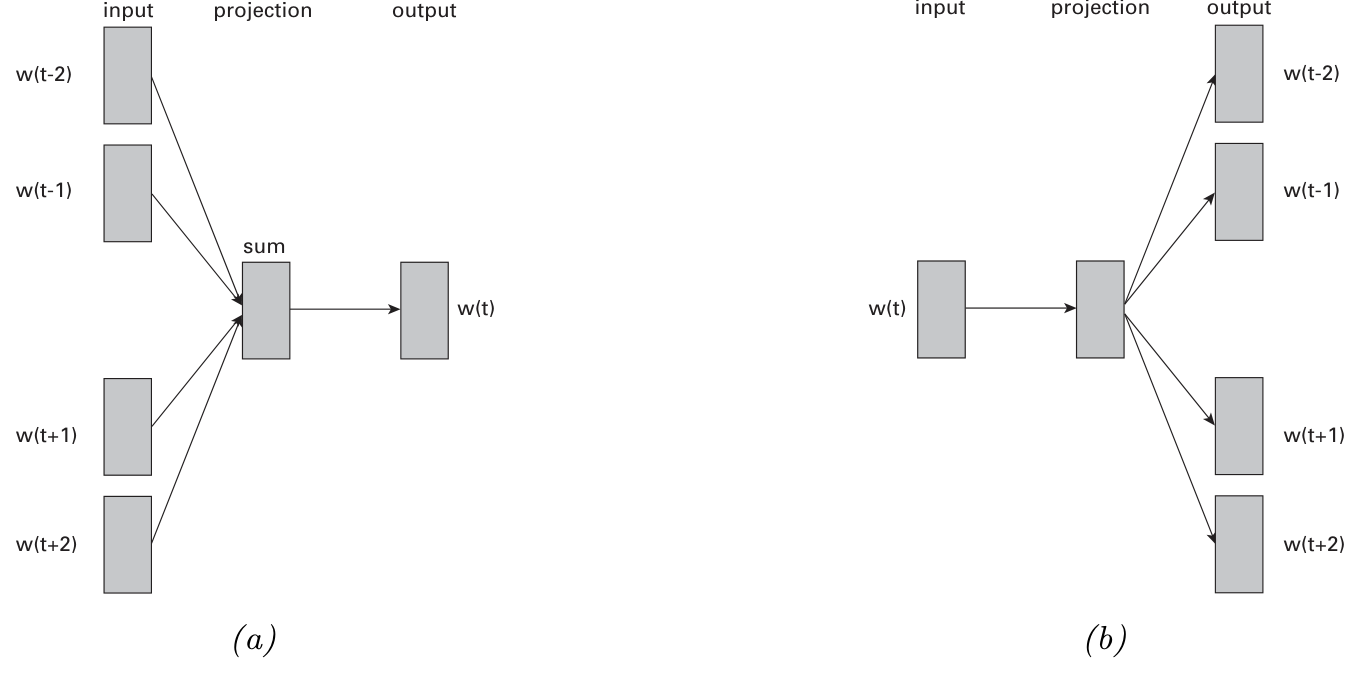 input projection output
w(t-2)
w(t-1)
sum
w(t)
w(t+1)
w(t+2)
(a)
input projection output
w(t-2)
w(t-1)
w(t)
w(t+1)
w(t+2)
(b)